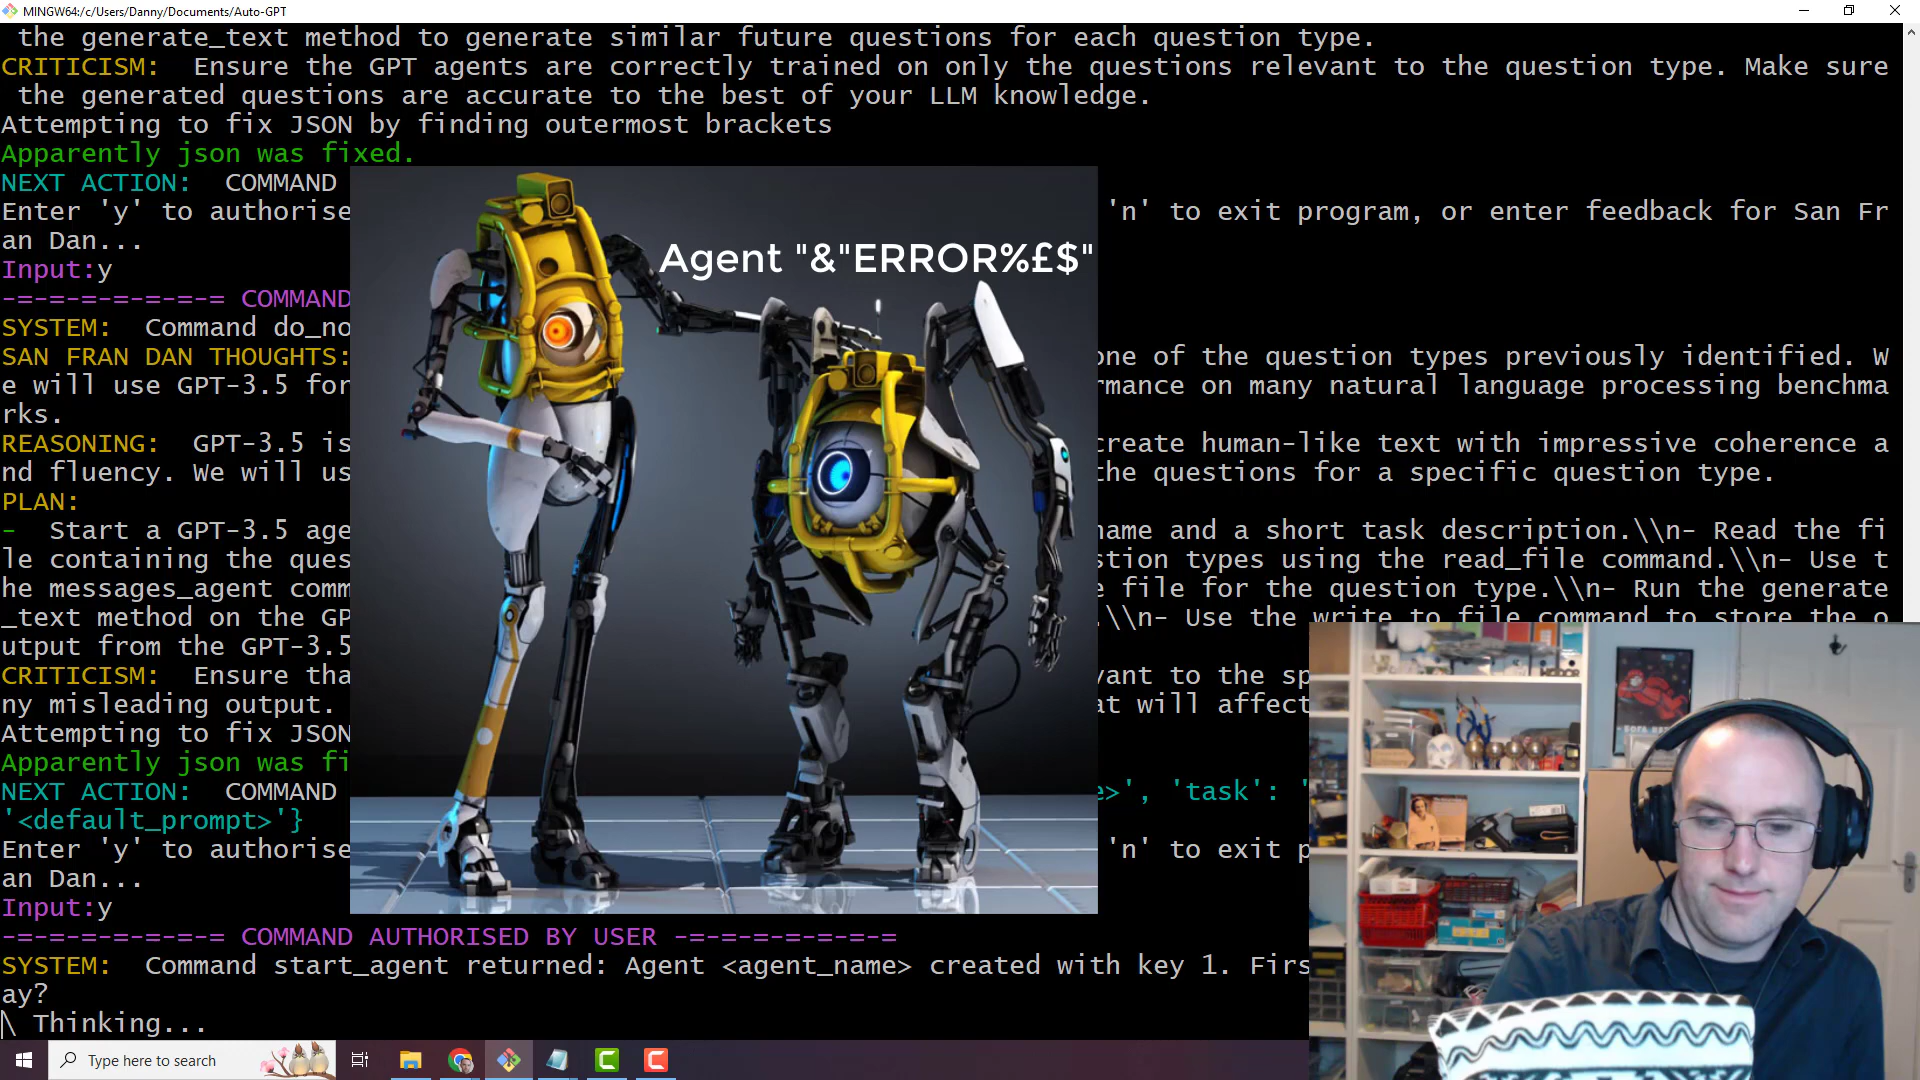 MINGW64:/c/Users/Danny/Documents/Auto-GPT
the generate_text method to generate similar future questions for each question type.
CRITICISM:  Ensure the GPT agents are correctly trained on only the questions relevant to the question type. Make sure
the generated questions are accurate to the best of your LLM knowledge.
Attempting to fix JSON by finding outermost brackets
Apparently json was fixed.
NEXT ACTION:  COMMAND
Enter 'y' to authorise 'n' to exit program, or enter feedback for San Fr
an Dan...
Agent "&"ERROR%£$"
Input:y
-=-=-=-=-=-=-= COMMAND
SYSTEM:  Command do_no
SAN FRAN DAN THOUGHTS: one of the question types previously identified. W
e will use GPT-3.5 for rmance on many natural language processing benchma
rks.
REASONING:  GPT-3.5 is create human-like text with impressive coherence a
nd fluency. We will us the questions for a specific question type.
PLAN:
-  Start a GPT-3.5 age name and a short task description.\\n- Read the fi
le containing the ques stion types using the read_file command.\\n- Use t
he messages_agent comm e file for the question type.\\n- Run the generate
_text method on the GP .\\n- Use the write to file command to store the o
utput from the GPT-3.5
CRITICISM:  Ensure tha vant to the sp
ny misleading output. at will affect
Attempting to fix JSON
Apparently json was fi
NEXT ACTION:  COMMAND e>', 'task': '
'<default_prompt>'}
Enter 'y' to authorise 'n' to exit p
an Dan...
Input:y
-=-=-=-=-=-=-= COMMAND AUTHORISED BY USER -=-=-=-=-=-=-=
SYSTEM:  Command start_agent returned: Agent <agent_name> created with key 1. Firs
ay?
\ Thinking...
Type here to search